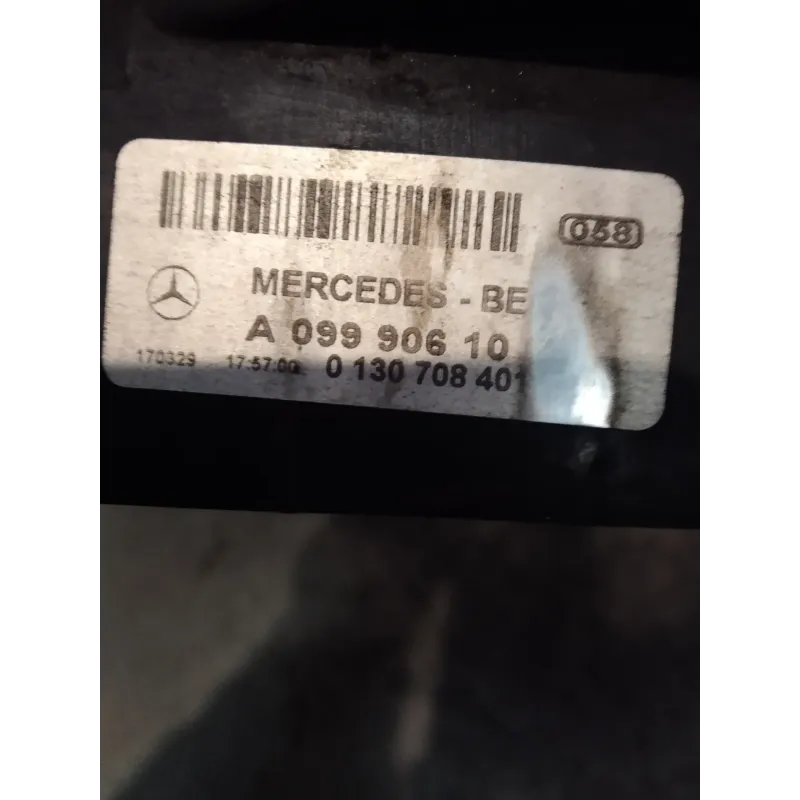 058
MERCEDES - BE
A 099 906 10
170329 17:57:00 0 130 708 401